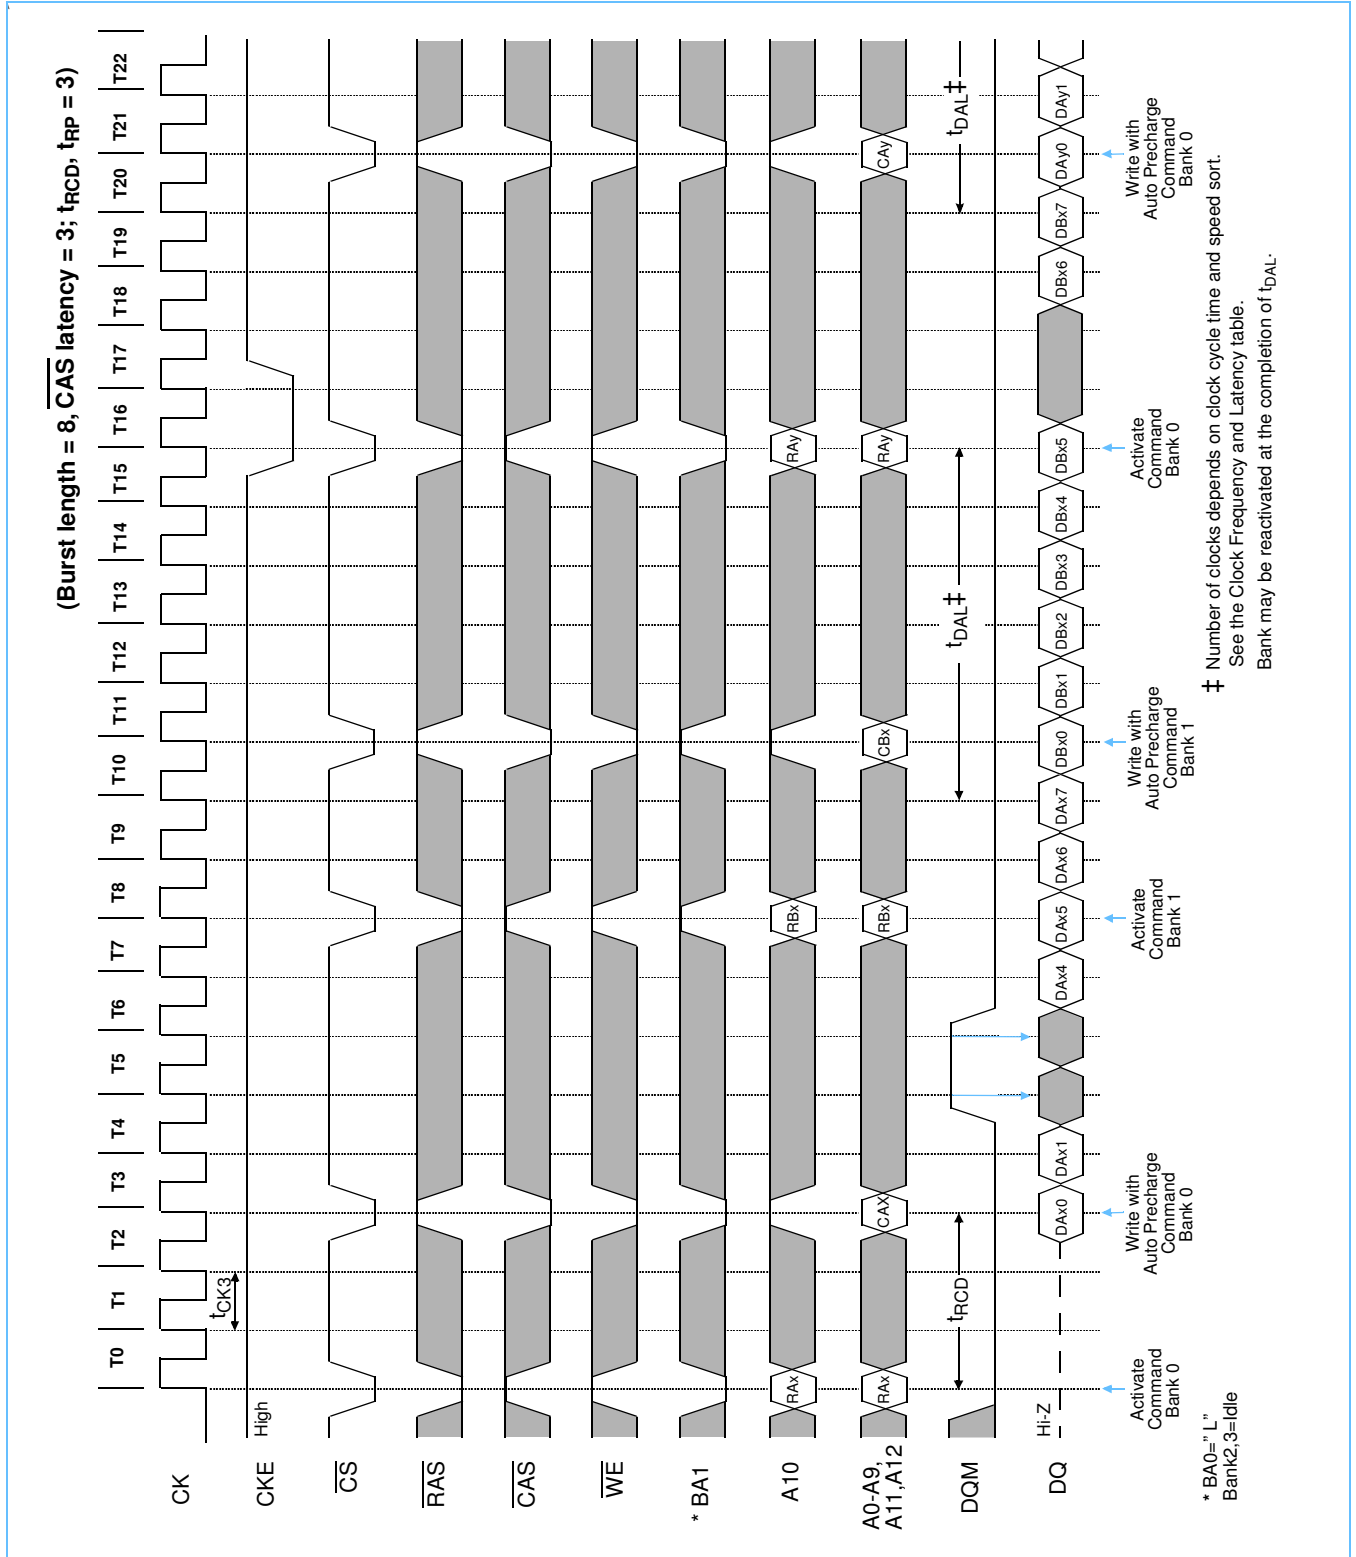 (Burst length = 8, CAS latency = 3; tRCD, tRP = 3)
T0 T1 T2 T3 T4 T5 T6 T7 T8 T9 T10 T11 T12 T13 T14 T15 T16 T17 T18 T19 T20 T21 T22
CK
tCK3
CKE
High
CS
RAS
CAS
WE
* BA1
A10
RAx RBx RAy
A0-A9,
A11,A12
RAx CAX RBx CBx RAy CAy
DQM
tRCD
tDAL‡
tDAL‡
DQ
Hi-Z
DAx0 DAx1 DAx4 DAx5 DAx6 DAx7 DBx0 DBx1 DBx2 DBx3 DBx4 DBx5 DBx6 DBx7 DAy0 DAy1
Activate
Command
Bank 0
Write with
Auto Precharge
Command
Bank 0
Activate
Command
Bank 1
Write with
Auto Precharge
Command
Bank 1
Activate
Command
Bank 0
Write with
Auto Precharge
Command
Bank 0
* BA0=” L”
Bank2,3=Idle
‡ Number of clocks depends on clock cycle time and speed sort.
See the Clock Frequency and Latency table.
Bank may be reactivated at the completion of tDAL.